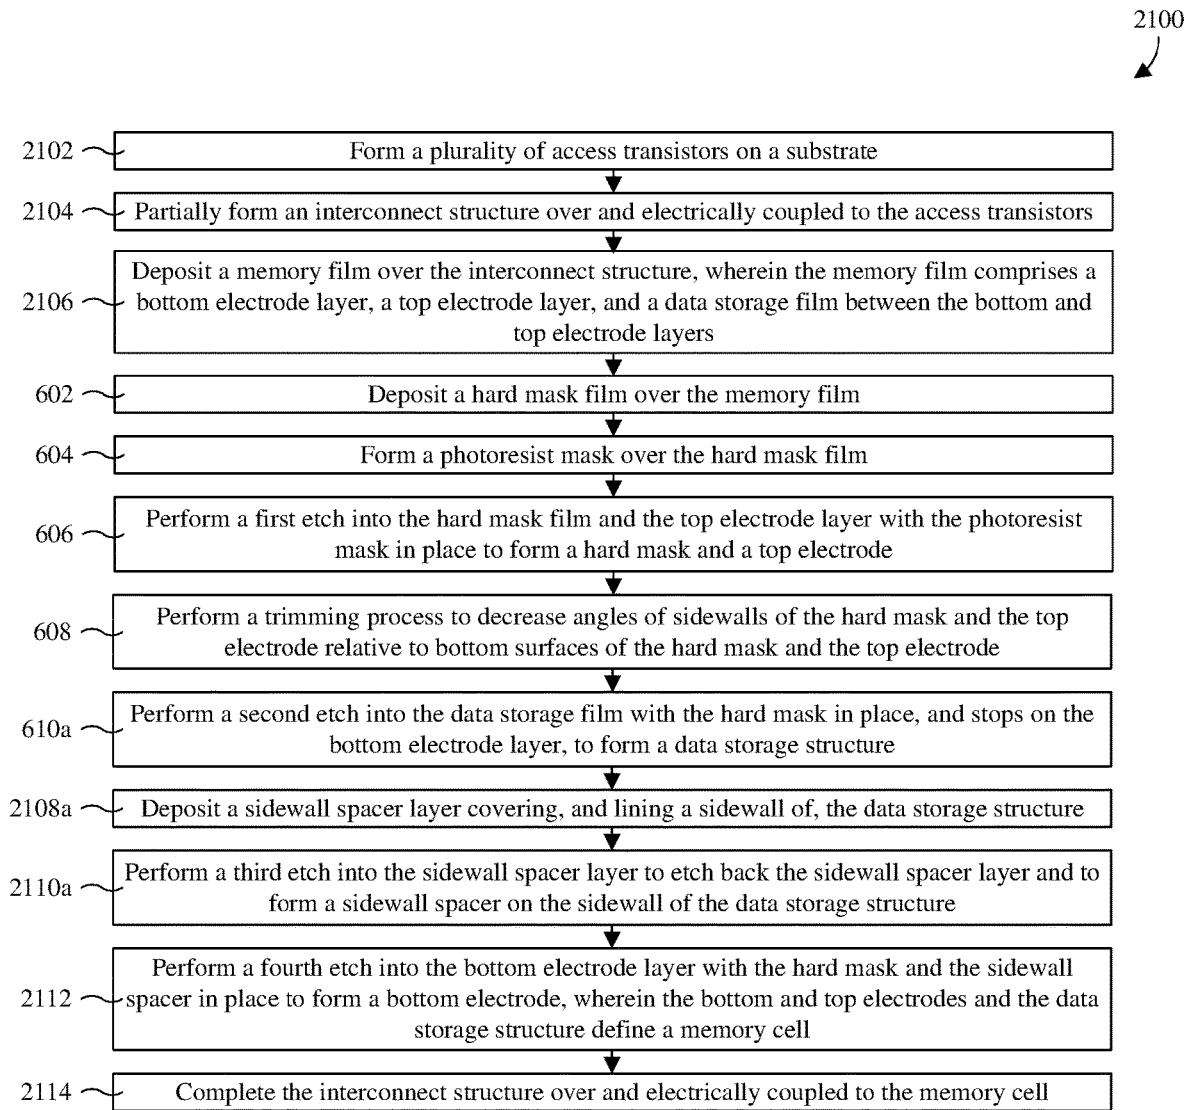 2100
2102
Form a plurality of access transistors on a substrate
2104
Partially form an interconnect structure over and electrically coupled to the access transistors
2106
Deposit a memory film over the interconnect structure, wherein the memory film comprises a
bottom electrode layer, a top electrode layer, and a data storage film between the bottom and
top electrode layers
602
Deposit a hard mask film over the memory film
604
Form a photoresist mask over the hard mask film
606
Perform a first etch into the hard mask film and the top electrode layer with the photoresist
mask in place to form a hard mask and a top electrode
608
Perform a trimming process to decrease angles of sidewalls of the hard mask and the top
electrode relative to bottom surfaces of the hard mask and the top electrode
610a
Perform a second etch into the data storage film with the hard mask in place, and stops on the
bottom electrode layer, to form a data storage structure
2108a
Deposit a sidewall spacer layer covering, and lining a sidewall of, the data storage structure
2110a
Perform a third etch into the sidewall spacer layer to etch back the sidewall spacer layer and to
form a sidewall spacer on the sidewall of the data storage structure
2112
Perform a fourth etch into the bottom electrode layer with the hard mask and the sidewall
spacer in place to form a bottom electrode, wherein the bottom and top electrodes and the data
storage structure define a memory cell
2114
Complete the interconnect structure over and electrically coupled to the memory cell